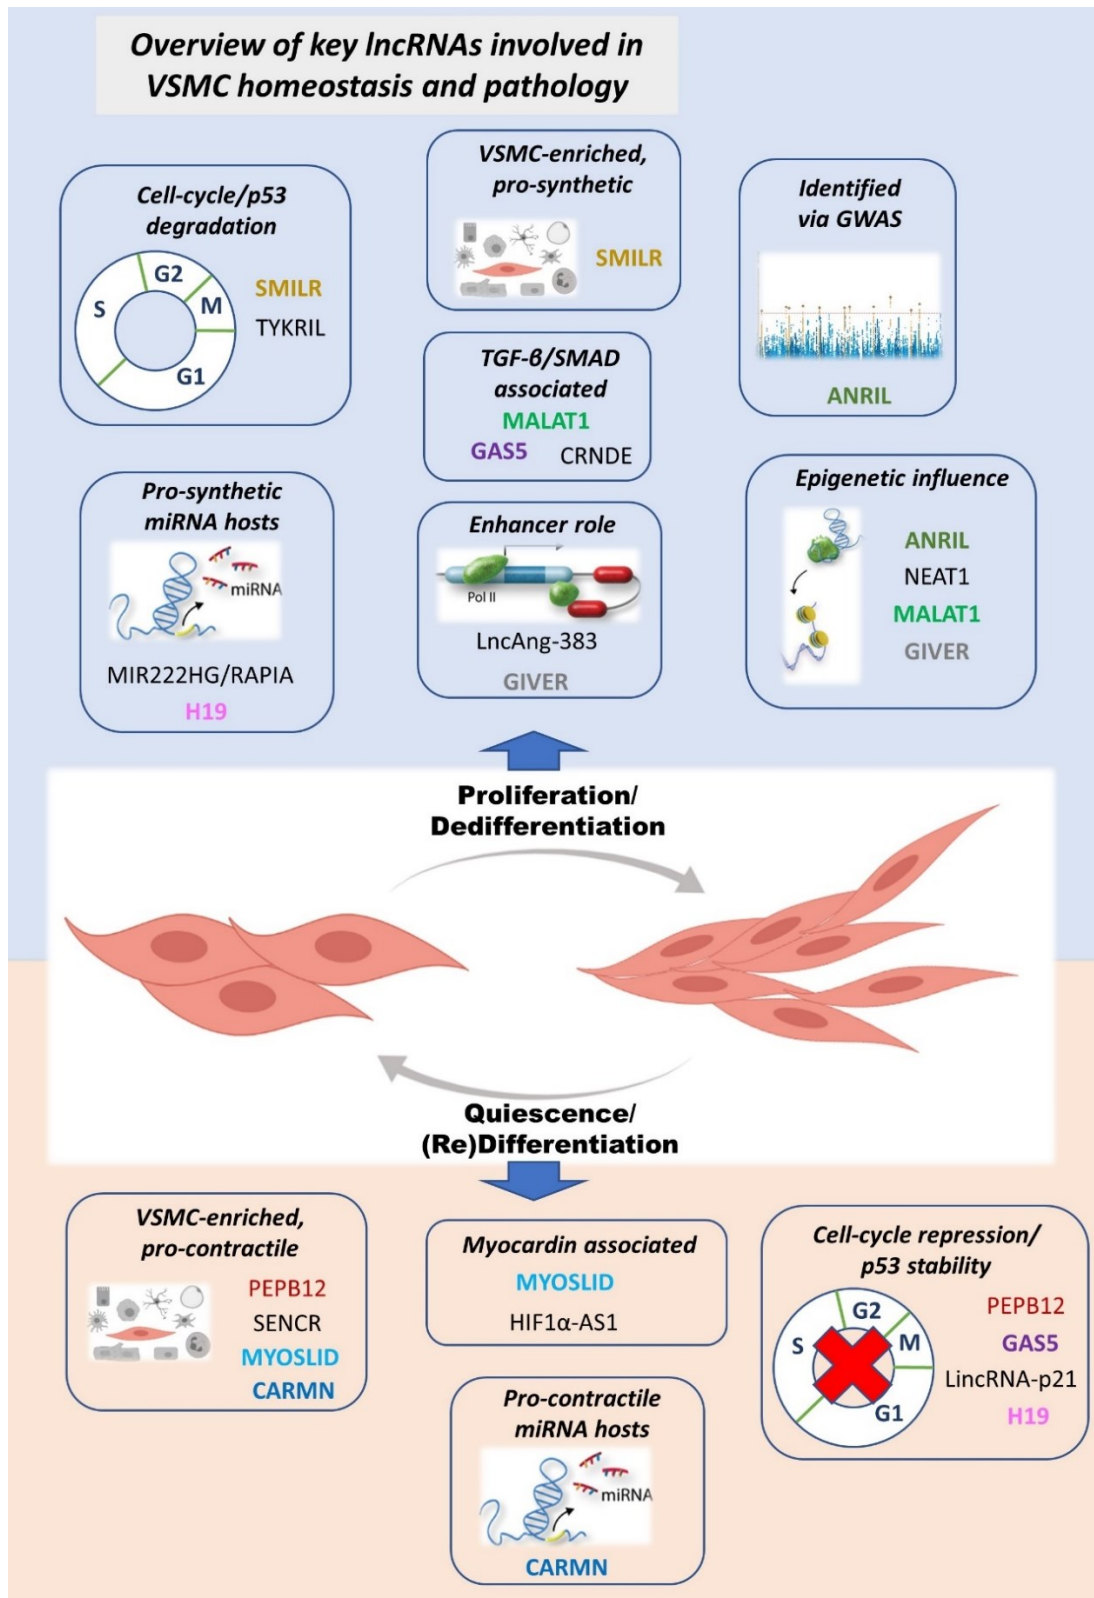 Overview of key lncRNAs involved in
VSMC homeostasis and pathology
Cell-cycle/p53
degradation
G2
S
M
G1
SMILR
TYKRIL
VSMC-enriched,
pro-synthetic
SMILR
Identified
via GWAS
ANRIL
TGF-β/SMAD
associated
MALAT1
GAS5
CRNDE
Pro-synthetic
miRNA hosts
miRNA
MIR222HG/RAPIA
H19
Enhancer role
Pol II
LncAng-383
GIVER
Epigenetic influence
ANRIL
NEAT1
MALAT1
GIVER
Proliferation/
Dedifferentiation
Quiescence/
(Re)Differentiation
VSMC-enriched,
pro-contractile
PEPB12
SENCR
MYOSLID
CARMN
Myocardin associated
MYOSLID
HIF1α-AS1
Cell-cycle repression/
p53 stability
G2
S
M
G1
PEPB12
GAS5
LincRNA-p21
H19
Pro-contractile
miRNA hosts
miRNA
CARMN